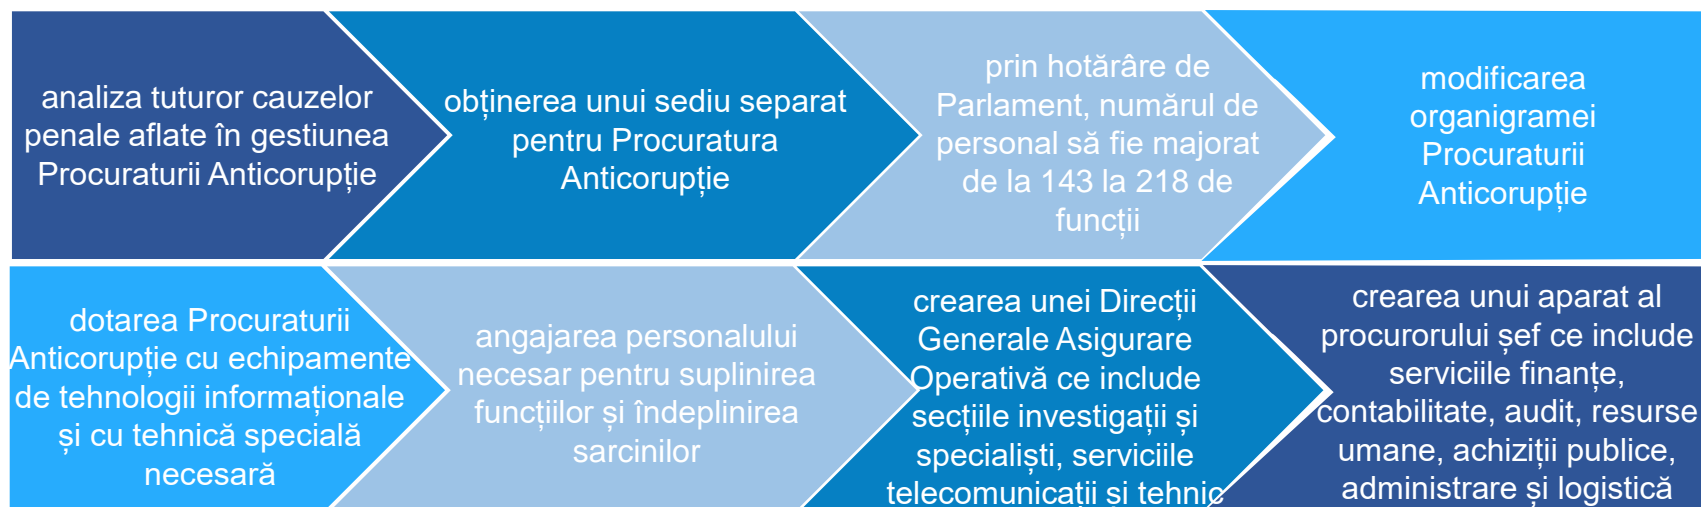 analiza tuturor cauzelor
penale aflate în gestiunea
Procuraturii Anticorupție
obținerea unui sediu separat
pentru Procuratura
Anticorupție
prin hotărâre de
Parlament, numărul de
personal să fie majorat
de la 143 la 218 de
funcții
modificarea
organigramei
Procuraturii
Anticorupție
dotarea Procuraturii
Anticorupție cu echipamente
de tehnologii informaționale
și cu tehnică specială
necesară
angajarea personalului
necesar pentru suplinirea
funcțiilor și îndeplinirea
sarcinilor
crearea unei Direcții
Generale Asigurare
Operativă ce include
secțiile investigații și
specialiști, serviciile
telecomunicații și tehnic
crearea unui aparat al
procurorului șef ce include
serviciile finanțe,
contabilitate, audit, resurse
umane, achiziții publice,
administrare și logistică